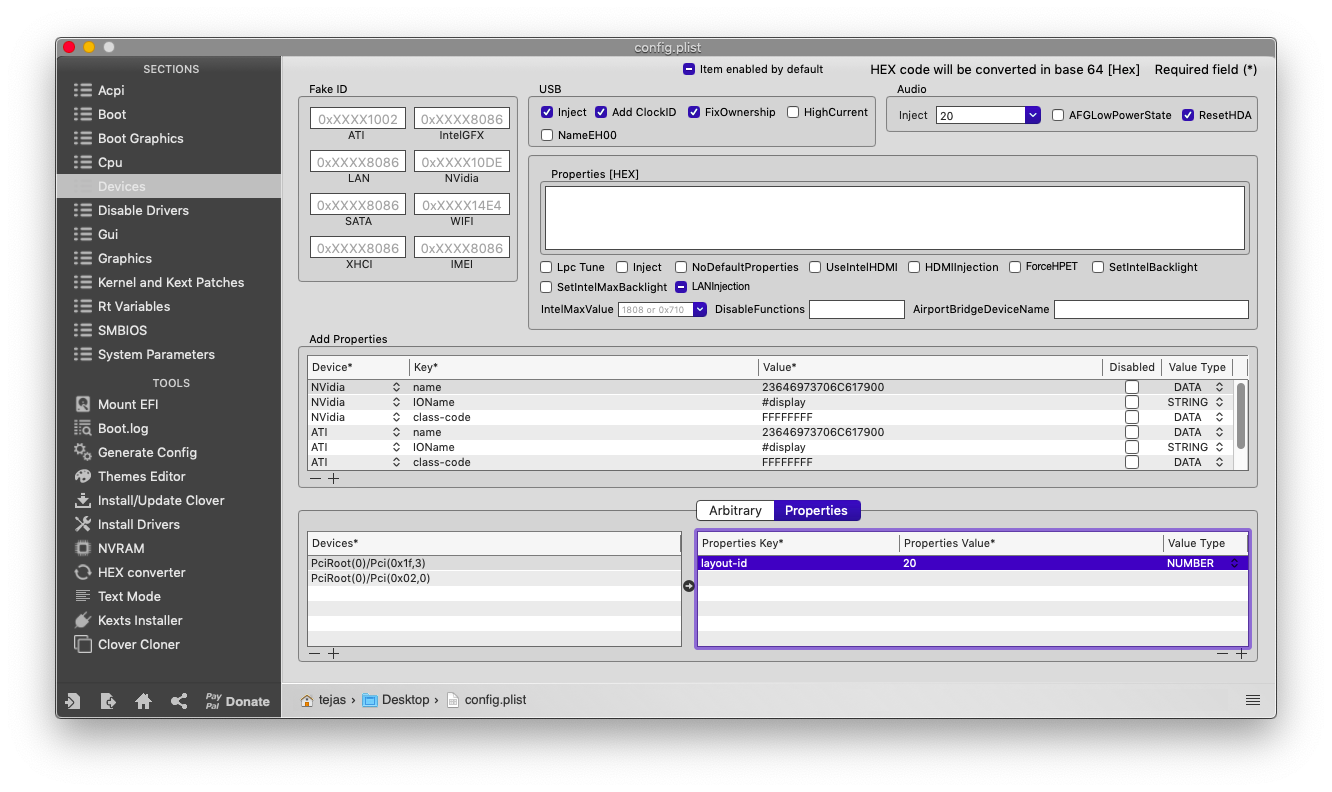 config.plist
SECTIONS
Acpi
Boot
Boot Graphics
Cpu
Devices
Disable Drivers
Gui
Graphics
Kernel and Kext Patches
Rt Variables
SMBIOS
System Parameters
TOOLS
Mount EFI
Boot.log
Generate Config
Themes Editor
Install/Update Clover
Install Drivers
NVRAM
HEX converter
Text Mode
Kexts Installer
Clover Cloner
Pay Pal Donate
Item enabled by default HEX code will be converted in base 64 [Hex] Required field (*)
Fake ID
0xXXXX1002 0xXXXX8086
ATI IntelGFX
0xXXXX8086 0xXXXX10DE
LAN NVidia
0xXXXX8086 0xXXXX14E4
SATA WIFI
0xXXXX8086 0xXXXX8086
XHCI IMEI
USB
Inject Add ClockID FixOwnership HighCurrent
NameEH00
Audio
Inject 20 AFGLowPowerState ResetHDA
Properties [HEX]
Lpc Tune Inject NoDefaultProperties UseIntelHDMI HDMIInjection ForceHPET SetIntelBacklight
SetIntelMaxBacklight LANInjection
IntelMaxValue 1808 or 0x710 DisableFunctions AirportBridgeDeviceName
Add Properties
Device* Key* Value* Disabled Value Type
NVidia name 23646973706C617900 DATA
NVidia IOName #display STRING
NVidia class-code FFFFFFFF DATA
ATI name 23646973706C617900 DATA
ATI IOName #display STRING
ATI class-code FFFFFFFF DATA
Arbitrary Properties
Devices*
PciRoot(0)/Pci(0x1f,3)
PciRoot(0)/Pci(0x02,0)
Properties Key* Properties Value* Value Type
layout-id 20 NUMBER
tejas › Desktop › config.plist